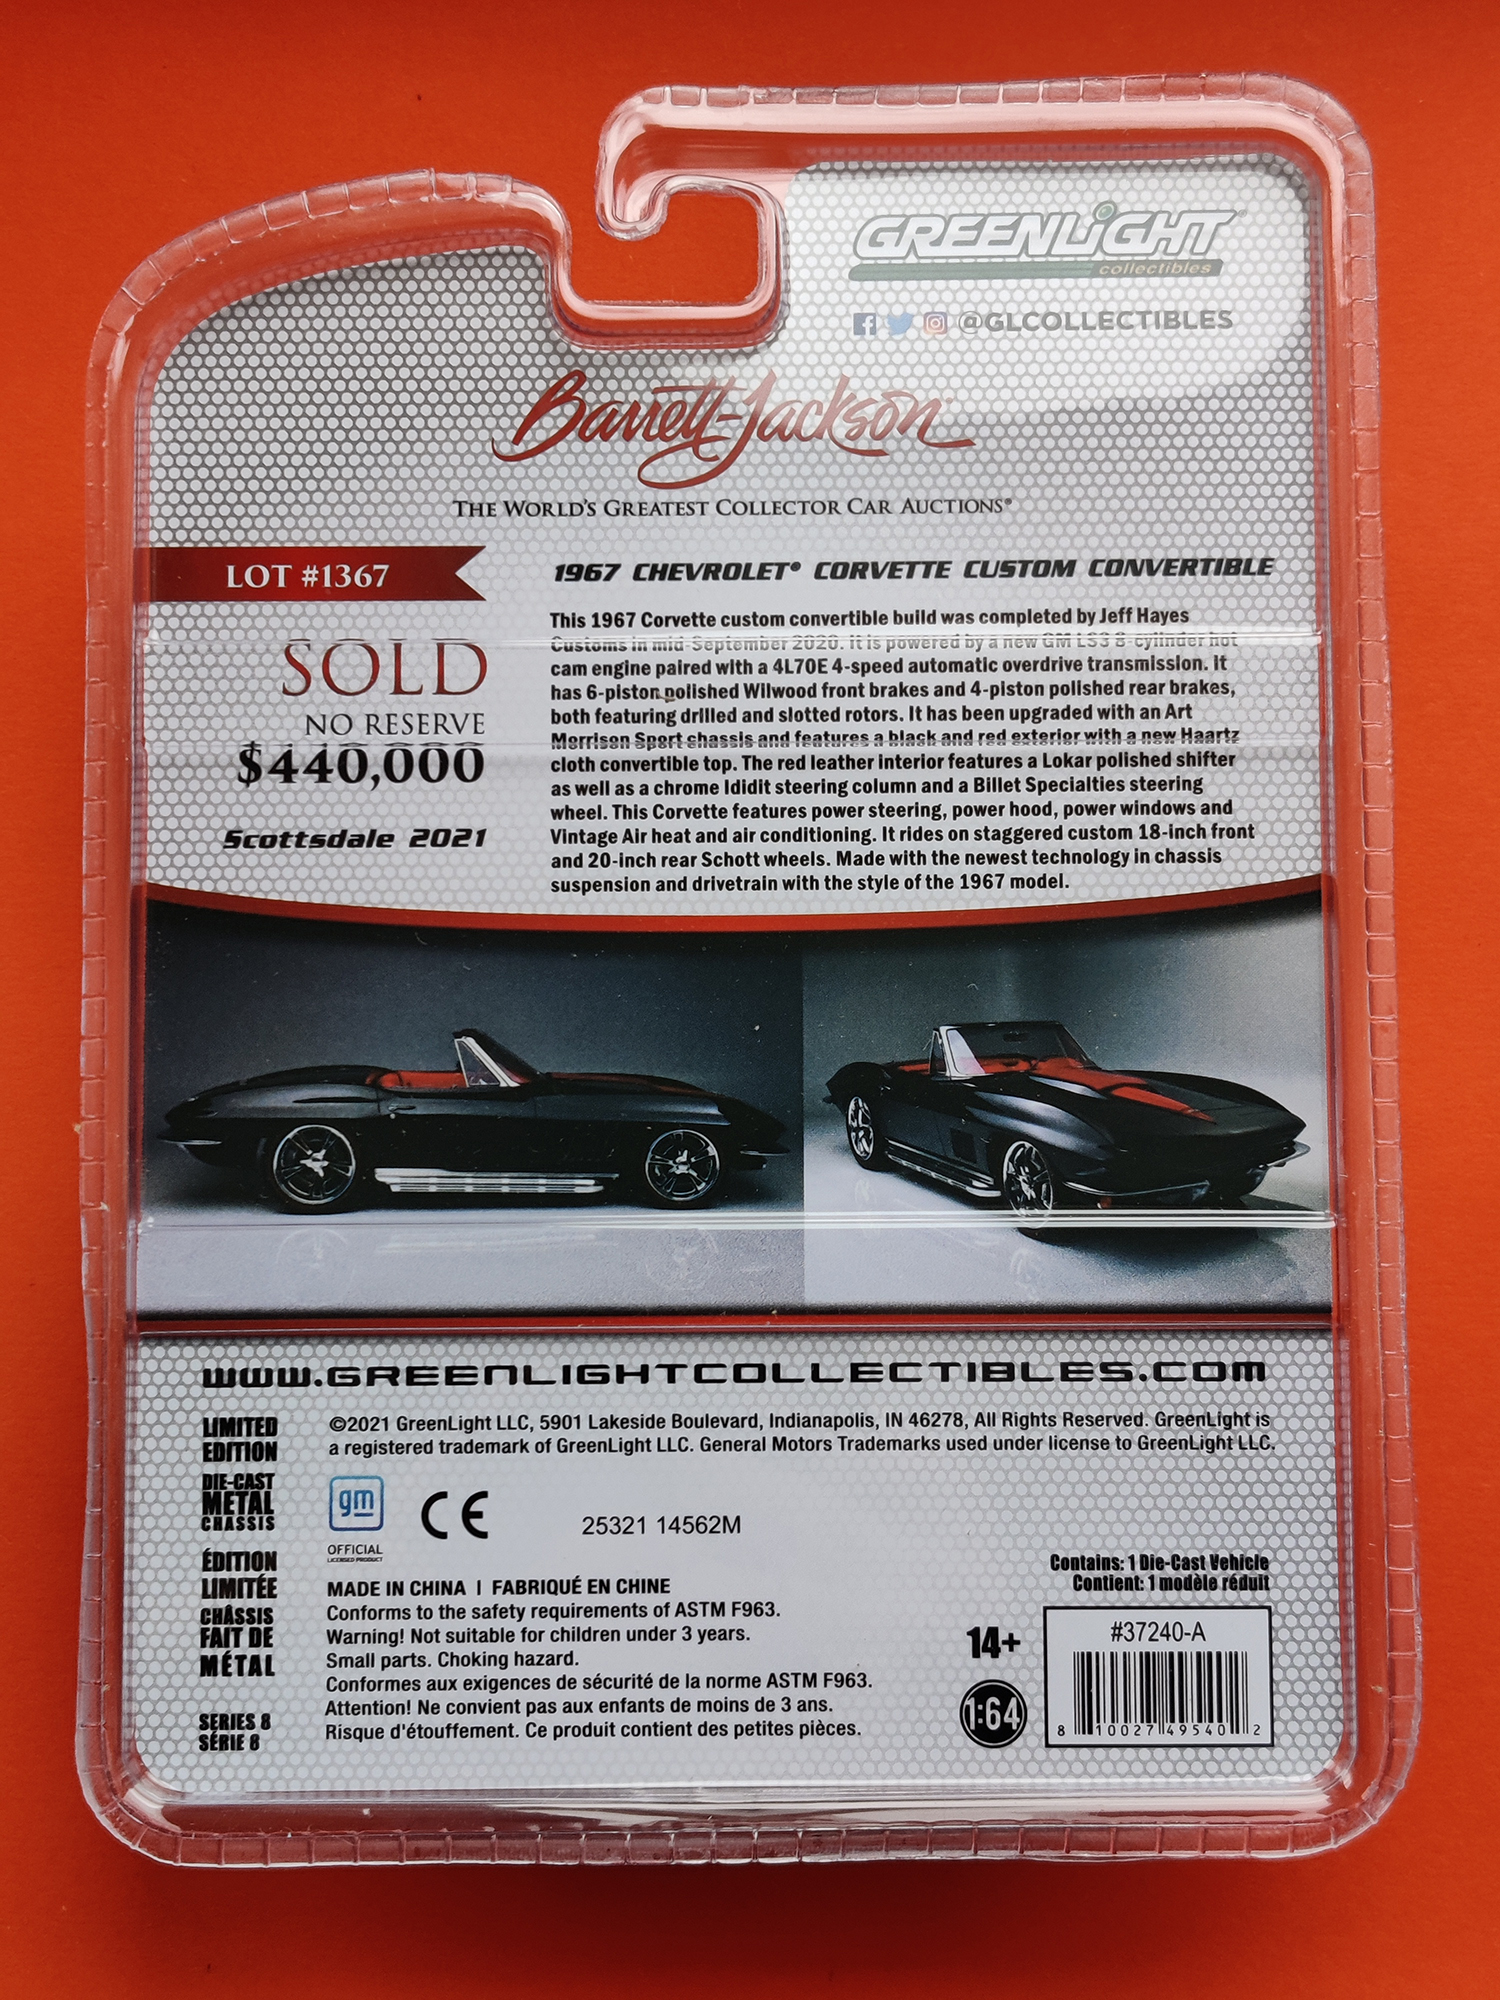 GREENLiGHT
collectibles
@GLCOLLECTIBLES
Barrett-Jackson
THE WORLD'S GREATEST COLLECTOR CAR AUCTIONS®
LOT #1367
SOLD
NO RESERVE
$440,000
Scottsdale 2021
1967 CHEVROLET® CORVETTE CUSTOM CONVERTIBLE
This 1967 Corvette custom convertible build was completed by Jeff Hayes
Customs in mid-September 2020. It is powered by a new GM LS3 8-cylinder hot
cam engine paired with a 4L70E 4-speed automatic overdrive transmission. It
has 6-piston polished Wilwood front brakes and 4-piston polished rear brakes,
both featuring drilled and slotted rotors. It has been upgraded with an Art
Morrison Sport chassis and features a black and red exterior with a new Haartz
cloth convertible top. The red leather interior features a Lokar polished shifter
as well as a chrome Ididit steering column and a Billet Specialties steering
wheel. This Corvette features power steering, power hood, power windows and
Vintage Air heat and air conditioning. It rides on staggered custom 18-inch front
and 20-inch rear Schott wheels. Made with the newest technology in chassis
suspension and drivetrain with the style of the 1967 model.
www.GREENLIGHTCOLLECTIBLES.COM
LIMITED
EDITION
DIE-CAST
METAL
CHASSIS
ÉDITION
LIMITÉE
CHÂSSIS
FAIT DE
MÉTAL
SERIES 8
SÉRIE 8
©2021 GreenLight LLC, 5901 Lakeside Boulevard, Indianapolis, IN 46278, All Rights Reserved. GreenLight is
a registered trademark of GreenLight LLC. General Motors Trademarks used under license to GreenLight LLC.
gm
OFFICIAL
LICENSED PRODUCT
CE
25321 14562M
MADE IN CHINA | FABRIQUÉ EN CHINE
Conforms to the safety requirements of ASTM F963.
Warning! Not suitable for children under 3 years.
Small parts. Choking hazard.
Conformes aux exigences de sécurité de la norme ASTM F963.
Attention! Ne convient pas aux enfants de moins de 3 ans.
Risque d'étouffement. Ce produit contient des petites pièces.
Contains: 1 Die-Cast Vehicle
Contient: 1 modèle réduit
14+
1:64
#37240-A
8 10027 49540 2